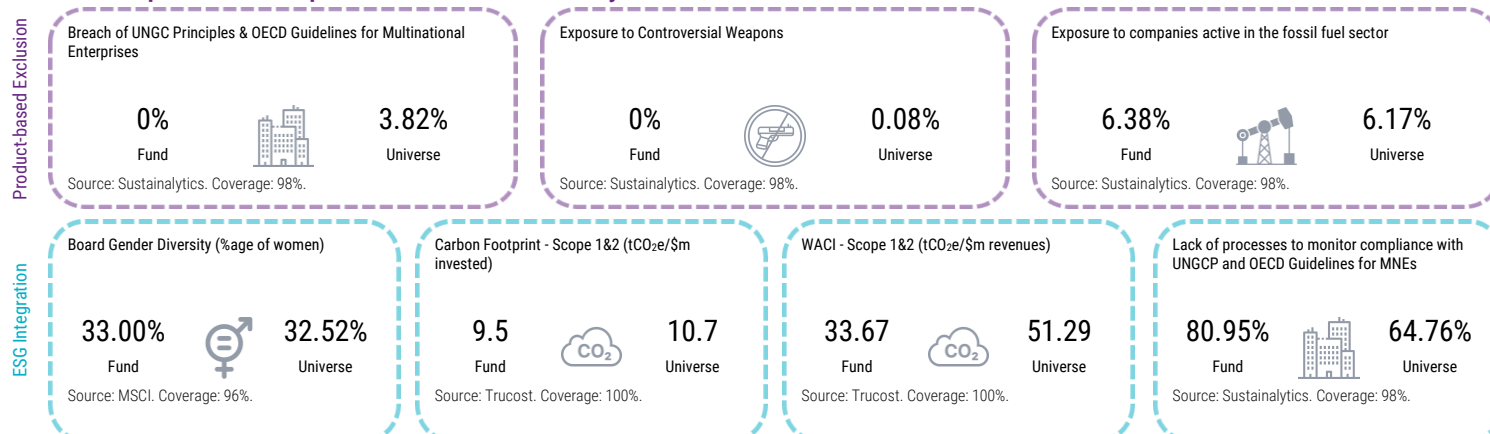 Product-based Exclusion
Breach of UNGC Principles & OECD Guidelines for Multinational
Enterprises
0%
3.82%
Fund
Universe
Source: Sustainalytics. Coverage: 98%.
Exposure to Controversial Weapons
0%
0.08%
Fund
Universe
Source: Sustainalytics. Coverage: 98%.
Exposure to companies active in the fossil fuel sector
6.38%
6.17%
Fund
Universe
Source: Sustainalytics. Coverage: 98%.
ESG Integration
Board Gender Diversity (%age of women)
33.00%
32.52%
Fund
Universe
Source: MSCI. Coverage: 96%.
Carbon Footprint - Scope 1&2 (tCO₂e/$m
invested)
9.5
CO₂
10.7
Fund
Universe
Source: Trucost. Coverage: 100%.
WACI - Scope 1&2 (tCO₂e/$m revenues)
33.67
CO₂
51.29
Fund
Universe
Source: Trucost. Coverage: 100%.
Lack of processes to monitor compliance with
UNGCP and OECD Guidelines for MNEs
80.95%
64.76%
Fund
Universe
Source: Sustainalytics. Coverage: 98%.